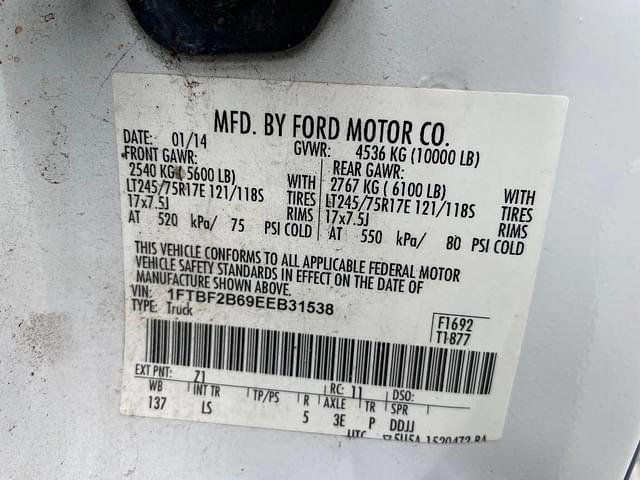 MFD. BY FORD MOTOR CO.
DATE: 01/14 GVWR: 4536 KG (10000 LB)
FRONT GAWR: REAR GAWR:
2540 KG ( 5600 LB) WITH 2767 KG ( 6100 LB) WITH
LT245/75R17E 121/118S TIRES LT245/75R17E 121/118S TIRES
17x7.5J RIMS 17x7.5J RIMS
AT 520 kPa/ 75 PSI COLD AT 550 kPa/ 80 PSI COLD
THIS VEHICLE CONFORMS TO ALL APPLICABLE FEDERAL MOTOR
VEHICLE SAFETY STANDARDS IN EFFECT ON THE DATE OF
MANUFACTURE SHOWN ABOVE.
VIN: 1FTBF2B69EEB31538
TYPE: Truck
F1692
T1877
EXT PNT: Z1 RC: 11 DSO:
WB INT TR TP/PS R AXLE TR SPR
137 LS 5 3E P DDJJ
UTC